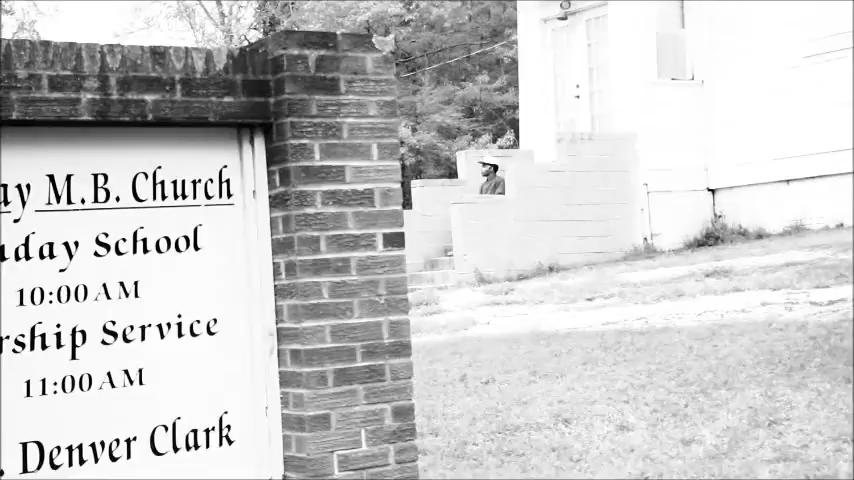 ay M.B. Church
day School
10:00 AM
rship Service
11:00 AM
. Denver Clark